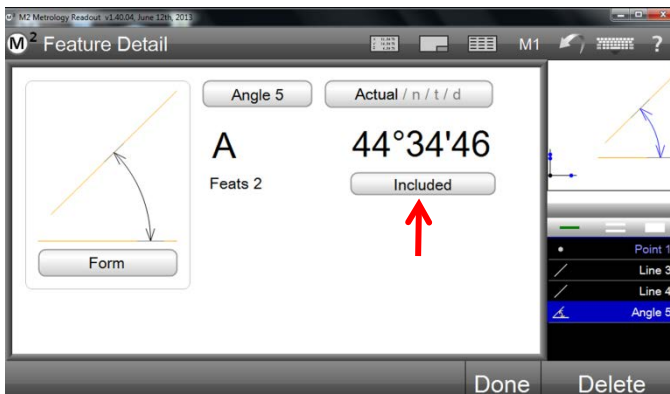 M2 Metrology Readout v1.40.04, June 12th, 2013
M2 Feature Detail
M1
?
Angle 5
Actual / n / t / d
A
44°34'46
Feats 2
Included
Form
Point 1
Line 3
Line 4
Angle 5
Done
Delete